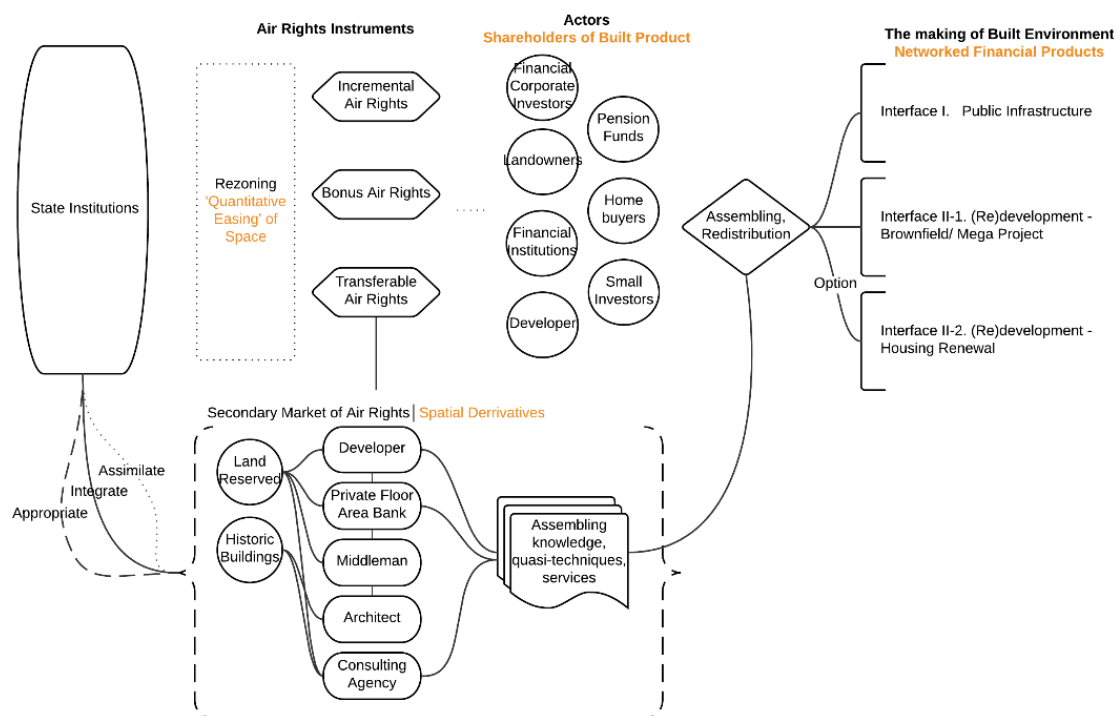 Air Rights Instruments
Actors
Shareholders of Built Product
The making of Built Environment
Networked Financial Products
State Institutions
Rezoning
'Quantitative
Easing' of
Space
Incremental
Air Rights
Bonus Air Rights
Transferable
Air Rights
Financial
Corporate
Investors
Landowners
Financial
Institutions
Developer
Pension
Funds
Home
buyers
Small
Investors
Assembling,
Redistribution
Option
Interface I. Public Infrastructure
Interface II-1. (Re)development -
Brownfield/ Mega Project
Interface II-2. (Re)development -
Housing Renewal
Assimilate
Integrate
Appropriate
Secondary Market of Air Rights | Spatial Derrivatives
Land
Reserved
Historic
Buildings
Developer
Private Floor
Area Bank
Middleman
Architect
Consulting
Agency
Assembling
knowledge,
quasi-techniques,
services